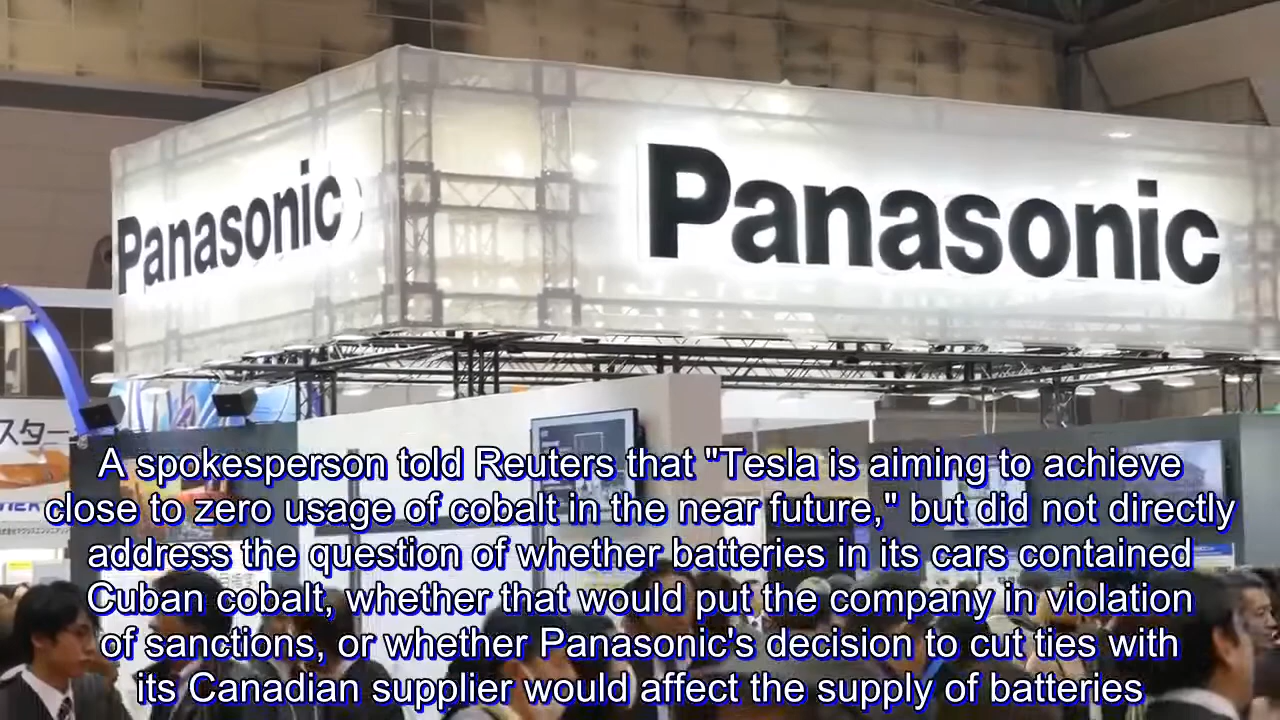 Panasonic
Panasonic
スター
A spokesperson told Reuters that "Tesla is aiming to achieve
close to zero usage of cobalt in the near future," but did not directly
address the question of whether batteries in its cars contained
Cuban cobalt, whether that would put the company in violation
of sanctions, or whether Panasonic's decision to cut ties with
its Canadian supplier would affect the supply of batteries